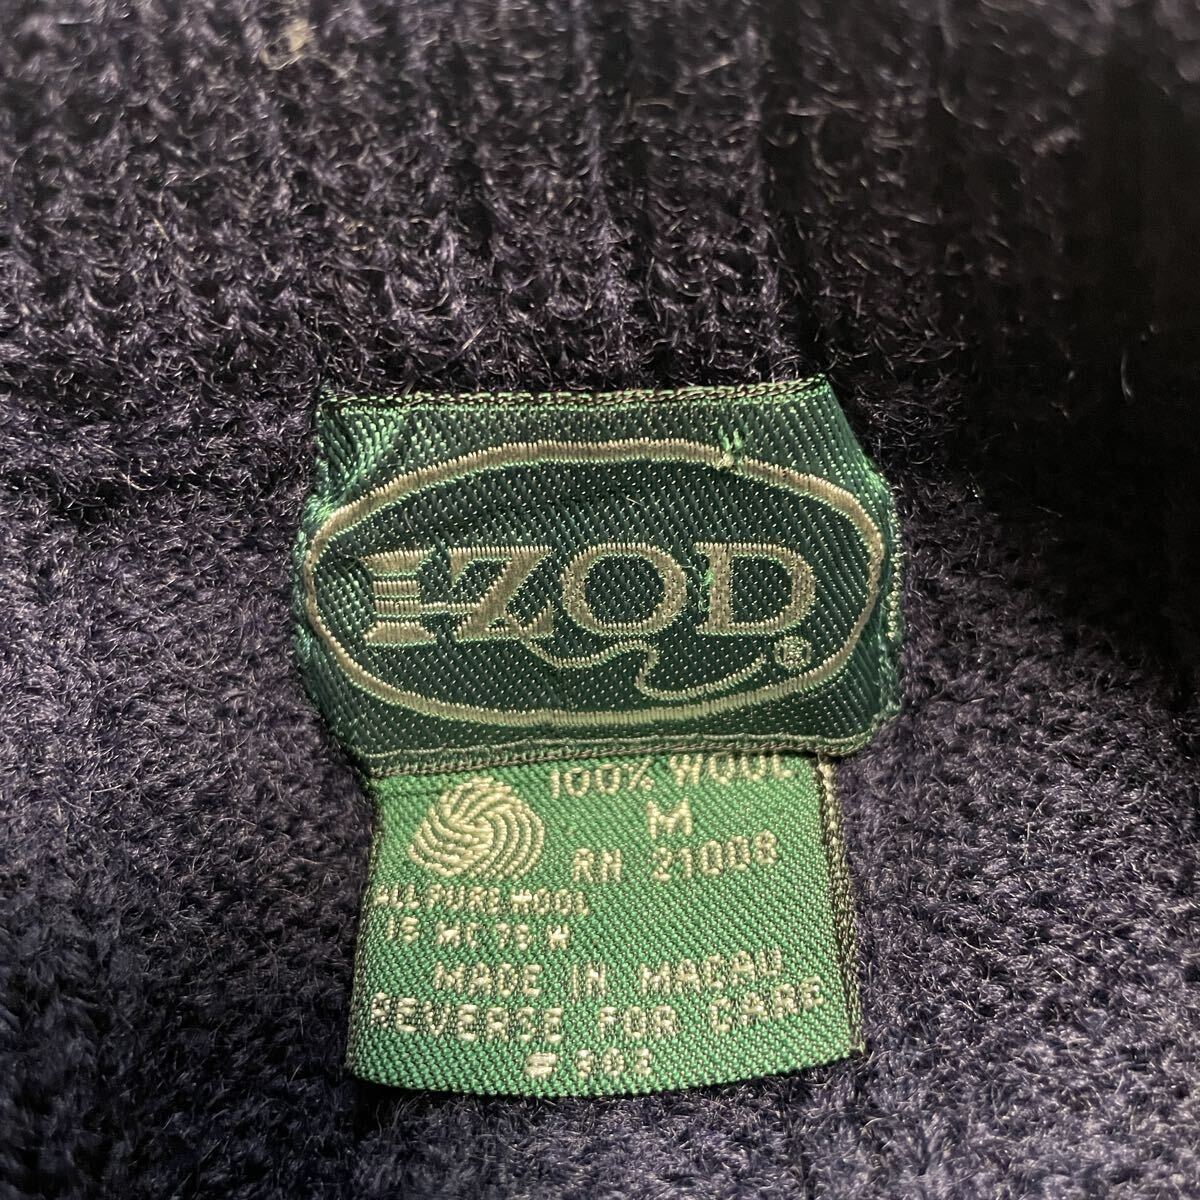 IZOD®
100% WOOL
M
RN 21008
ALL PURE WOOL
MADE IN MACAU
REVERSE FOR CARE